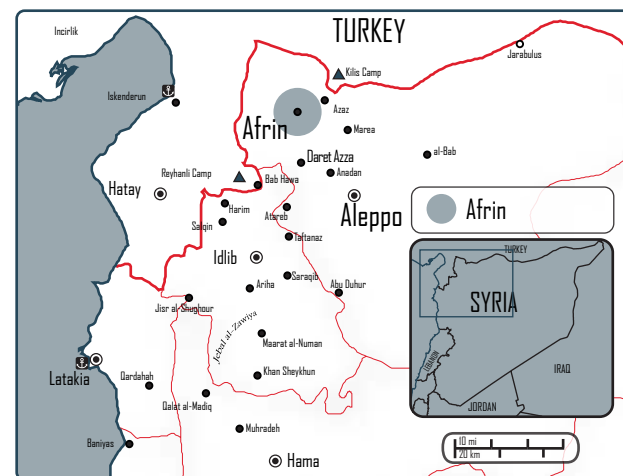 Incirlik
TURKEY
Jarabulus
Kilis Camp
Iskenderun
Azaz
Afrin
Marea
Daret Azza
al-Bab
Reyhanli Camp
Anadan
Bab Hawa
Hatay
Harim
Atareb
Aleppo
Afrin
Salqin
Taftanaz
TURKEY
Idlib
Saraqib
Ariha
Abu Duhur
SYRIA
Jisr al-Shughour
Jebal al-Zawiya
Maarat al-Numan
LEBANON
IRAQ
Latakia
Qardahah
Khan Sheykhun
Qalat al-Madiq
JORDAN
Muhradeh
Baniyas
10 mi
20 km
Hama